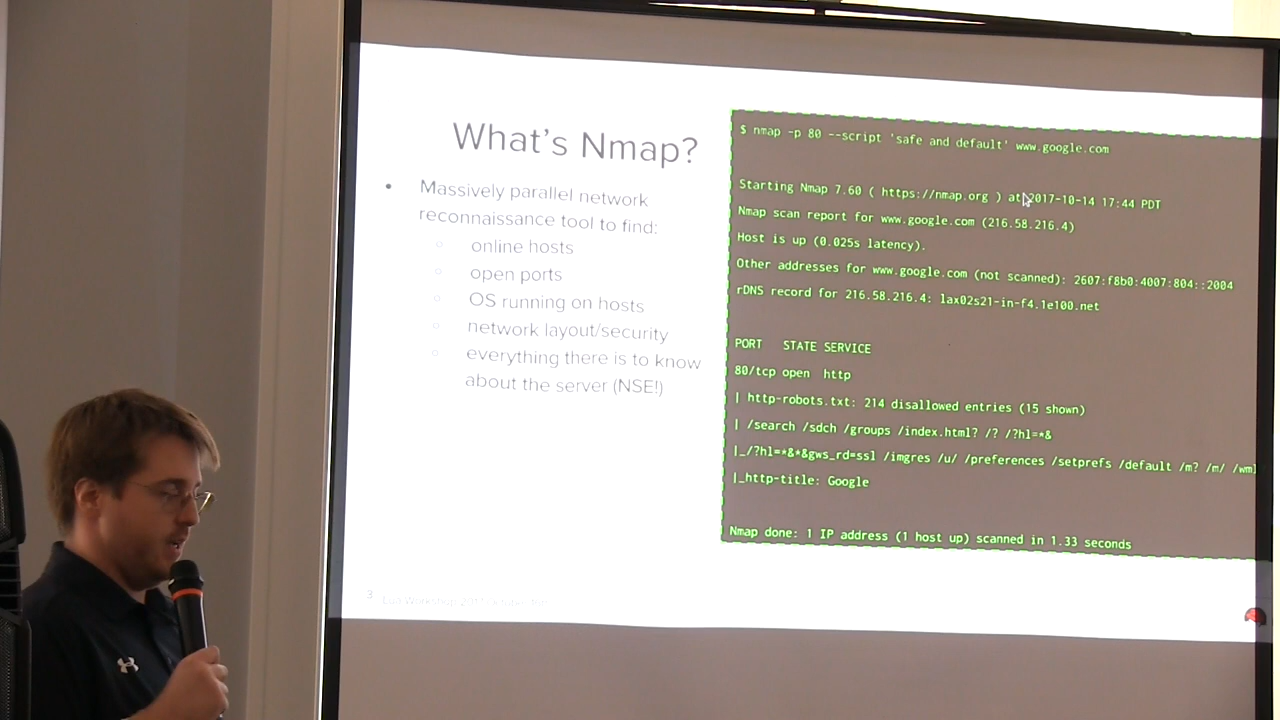 What's Nmap?
• Massively parallel network
reconnaissance tool to find:
○ online hosts
○ open ports
○ OS running on hosts
○ network layout/security
○ everything there is to know
about the server (NSE!)
$ nmap -p 80 --script 'safe and default' www.google.com
Starting Nmap 7.60 ( https://nmap.org ) at 2017-10-14 17:44 PDT
Nmap scan report for www.google.com (216.58.216.4)
Host is up (0.025s latency).
Other addresses for www.google.com (not scanned): 2607:f8b0:4007:804::2004
rDNS record for 216.58.216.4: lax02s21-in-f4.1e100.net
PORT   STATE SERVICE
80/tcp open  http
| http-robots.txt: 214 disallowed entries (15 shown)
| /search /sdch /groups /index.html? /? /?hl=*&
|_/?hl=*&*&gws_rd=ssl /imgres /u/ /preferences /setprefs /default /m? /m/ /wml
|_http-title: Google
Nmap done: 1 IP address (1 host up) scanned in 1.33 seconds
3 Lua Workshop 2017